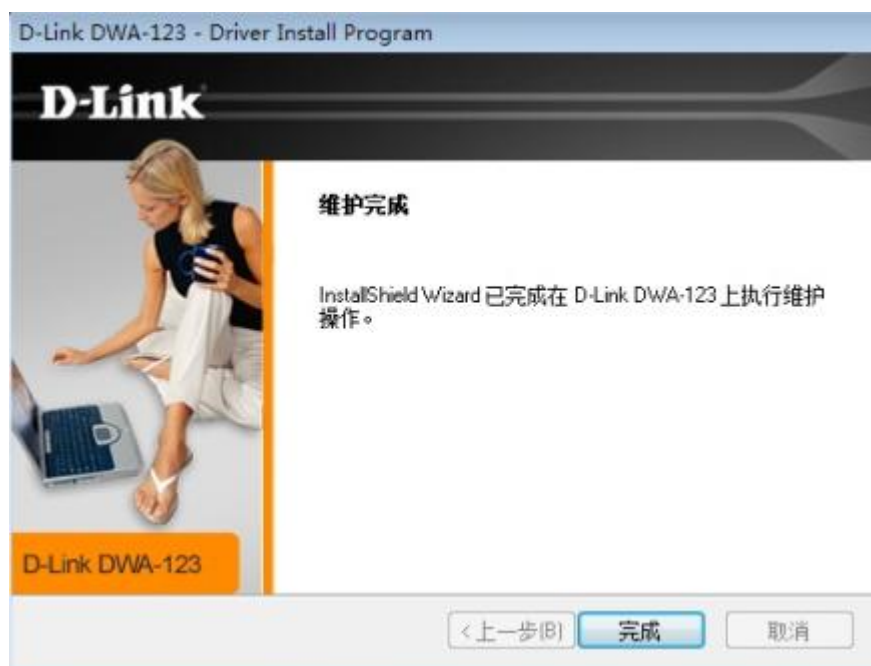 D-Link DWA-123 - Driver Install Program
D-Link
维护完成
InstallShield Wizard 已完成在 D-Link DWA-123 上执行维护
操作。
D-Link DWA-123
<上一步(B)
完成
取消